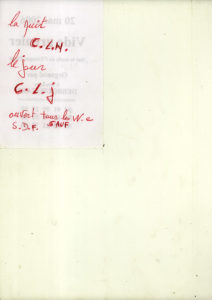 la nuit
C.L.N.
le jour
C.L.j
ouvert tous les W.e
S.D.F. SAUF